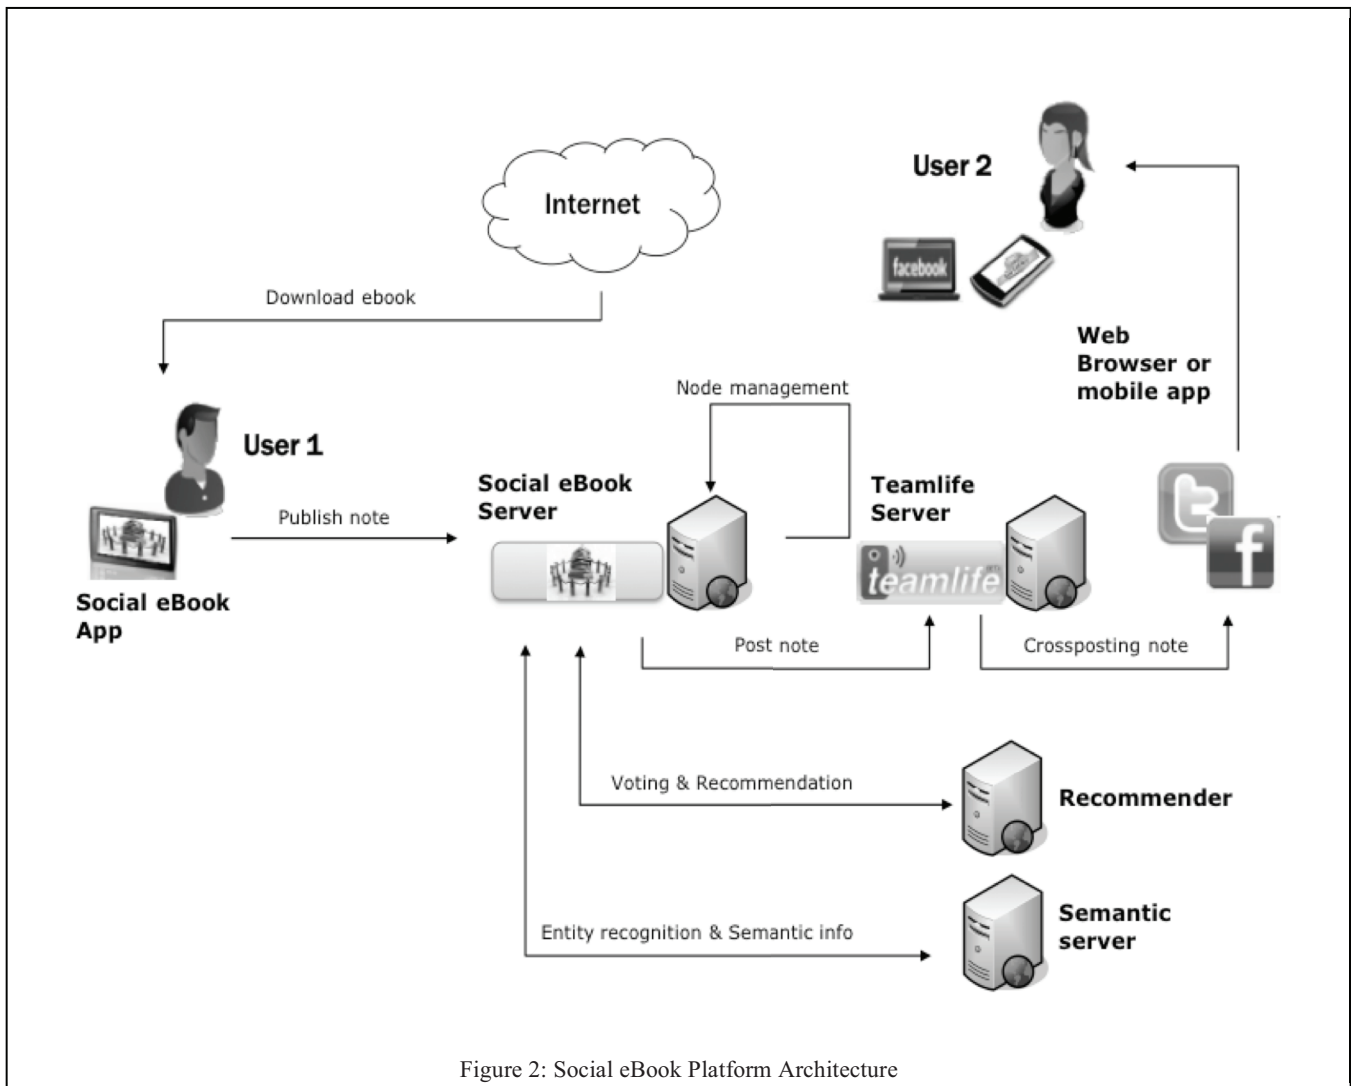 User 2
Internet
facebook
Download ebook
Web
Browser or
mobile app
Node management
User 1
Social eBook
Server
Teamlife
Server
Publish note
t
f
teamlife
Social eBook
App
Post note
Crossposting note
Voting & Recommendation
Recommender
Semantic
server
Entity recognition & Semantic info
Figure 2: Social eBook Platform Architecture